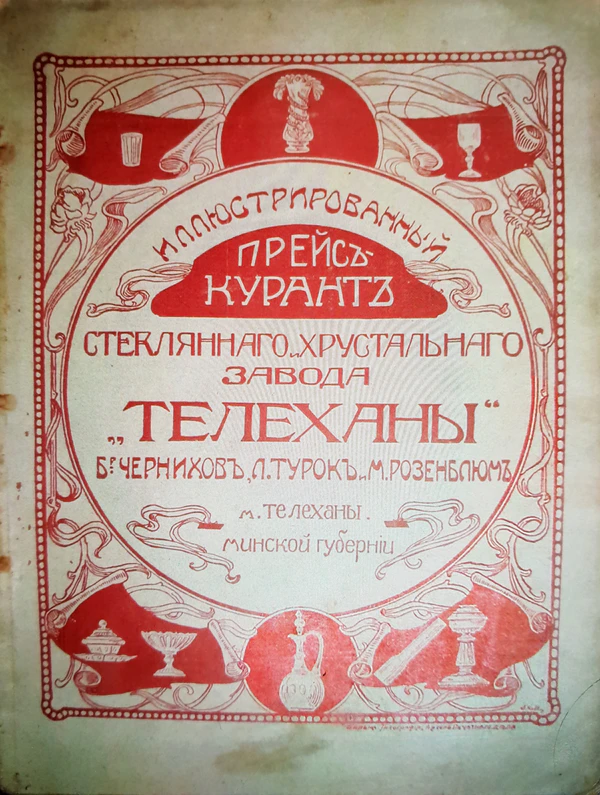 ИЛЛЮСТРИРОВАННЫЙ
ПРЕЙСЪ-
КУРАНТЪ
СТЕКЛЯННАГО и ХРУСТАЛЬНАГО
ЗАВОДА
„ТЕЛЕХАНЫ“
БР ЧЕРНИХОВЪ, Л. ТУРОКЪ и М. РОЗЕНБЛЮМЪ
м. телеханы.
минской губерніи